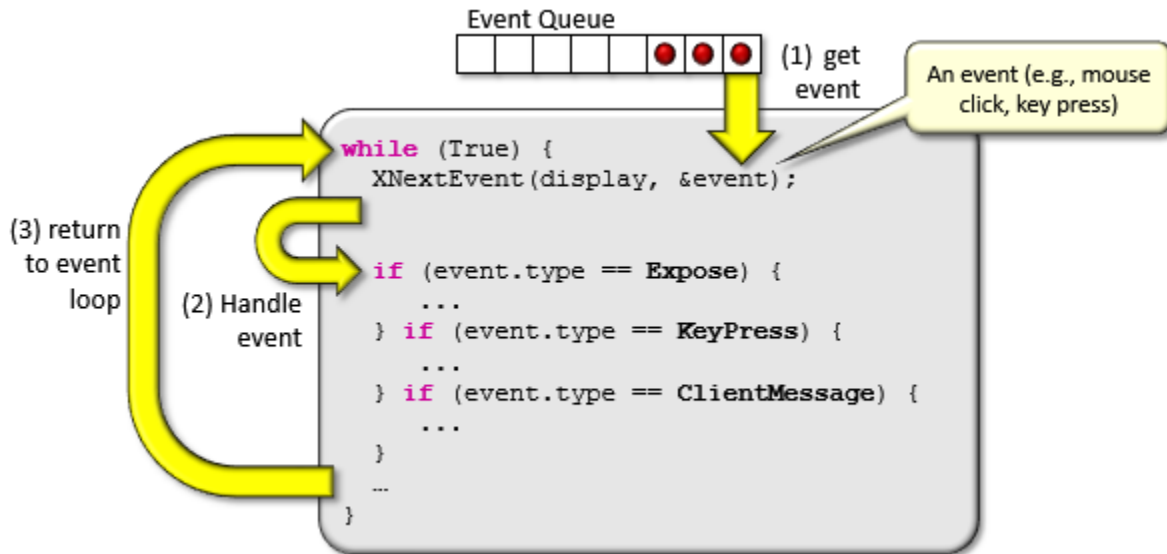 Event Queue
(1) get
event
An event (e.g., mouse
click, key press)
while (True) {
XNextEvent(display, &event);
(3) return
to event
loop
(2) Handle
event
if (event.type == Expose) {
...
} if (event.type == KeyPress) {
...
} if (event.type == ClientMessage) {
...
}
…
}